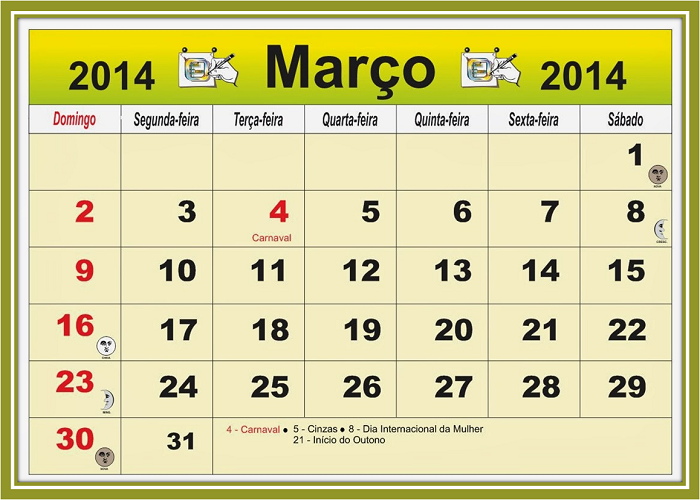 2014 Março 2014
Domingo Segunda-feira Terça-feira Quarta-feira Quinta-feira Sexta-feira Sábado
1
2 3 4 5 6 7 8
Carnaval
9 10 11 12 13 14 15
16 17 18 19 20 21 22
23 24 25 26 27 28 29
30 31
4 - Carnaval ● 5 - Cinzas ● 8 - Dia Internacional da Mulher
21 - Início do Outono